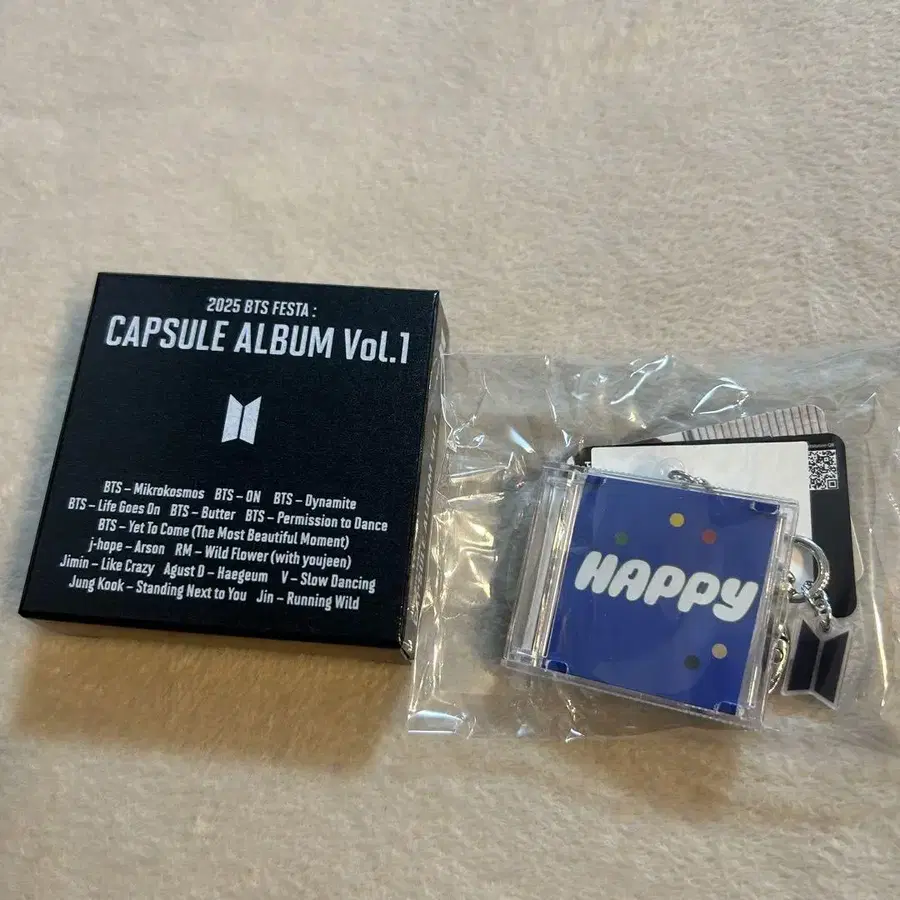 2025 BTS FESTA :
CAPSULE ALBUM Vol.1
BTS – Mikrokosmos BTS – ON BTS – Dynamite
BTS – Life Goes On BTS – Butter BTS – Permission to Dance
BTS – Yet To Come (The Most Beautiful Moment)
j-hope – Arson RM – Wild Flower (with youjeen)
Jimin – Like Crazy Agust D – Haegeum V – Slow Dancing
Jung Kook – Standing Next to You Jin – Running Wild
HAPPY